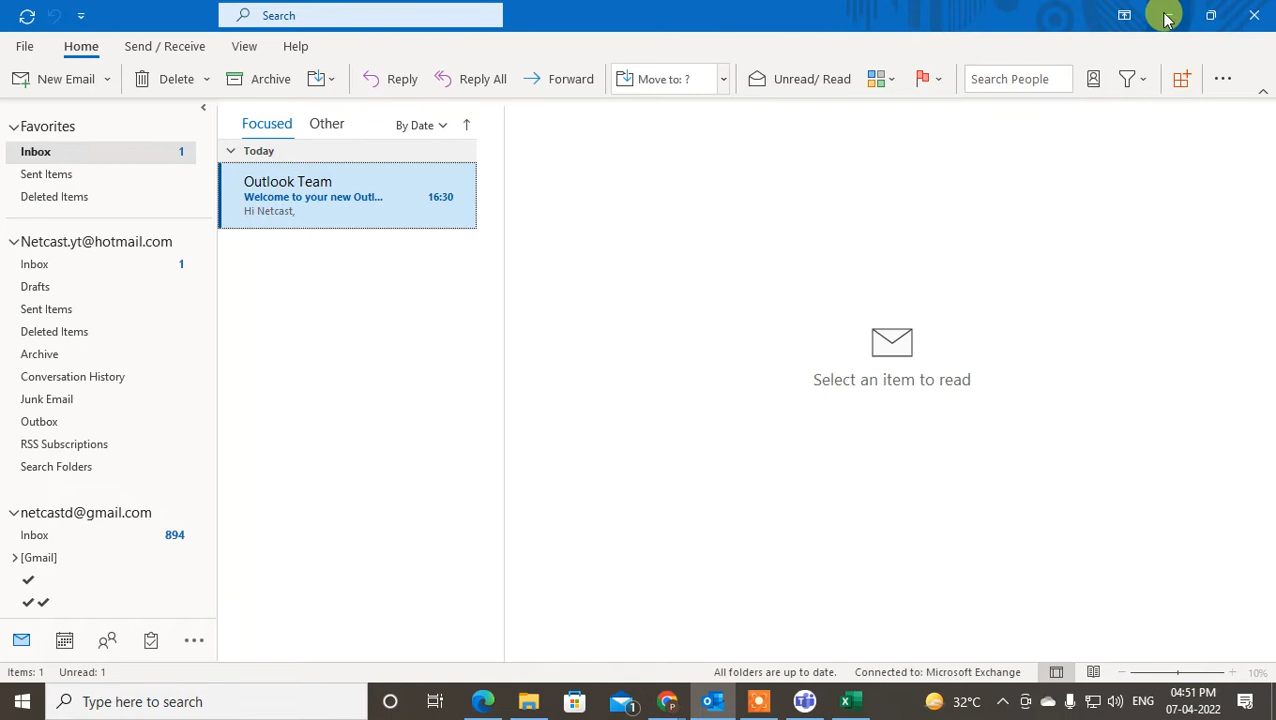 Search
File Home Send / Receive View Help
New Email Delete Archive Reply Reply All Forward Move to: ? Unread/ Read Search People
Favorites
Inbox 1
Sent Items
Deleted Items
Netcast.yt@hotmail.com
Inbox 1
Drafts
Sent Items
Deleted Items
Archive
Conversation History
Junk Email
Outbox
RSS Subscriptions
Search Folders
netcastd@gmail.com
Inbox 894
[Gmail]
Focused Other By Date
Today
Outlook Team
Welcome to your new Outl... 16:30
Hi Netcast,
Select an item to read
Items: 1 Unread: 1 All folders are up to date. Connected to: Microsoft Exchange 10%
Type here to search 1 32°C ENG 04:51 PM
07-04-2022